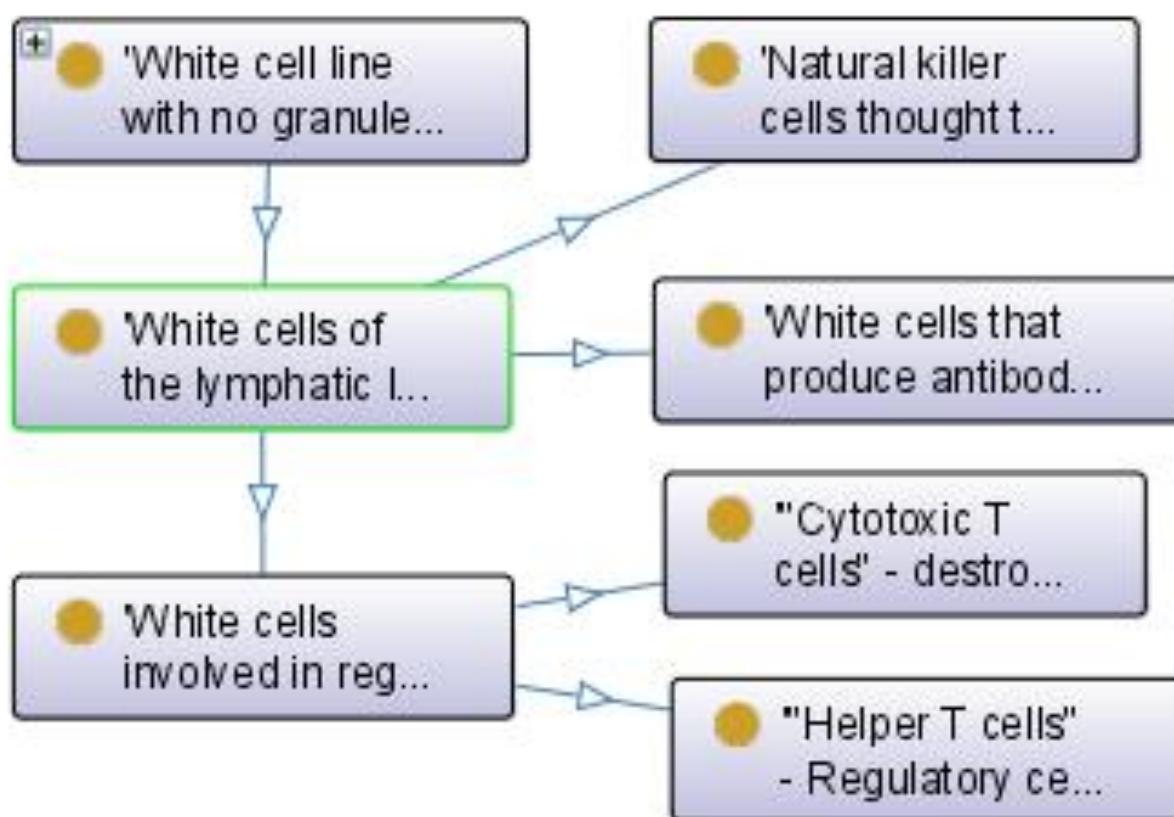 'White cell line
with no granule...
'Natural killer
cells thought t...
'White cells of
the lymphatic l...
'White cells that
produce antibod...
'"Cytotoxic T
cells" - destro...
'White cells
involved in reg...
'"Helper T cells"
- Regulatory ce...